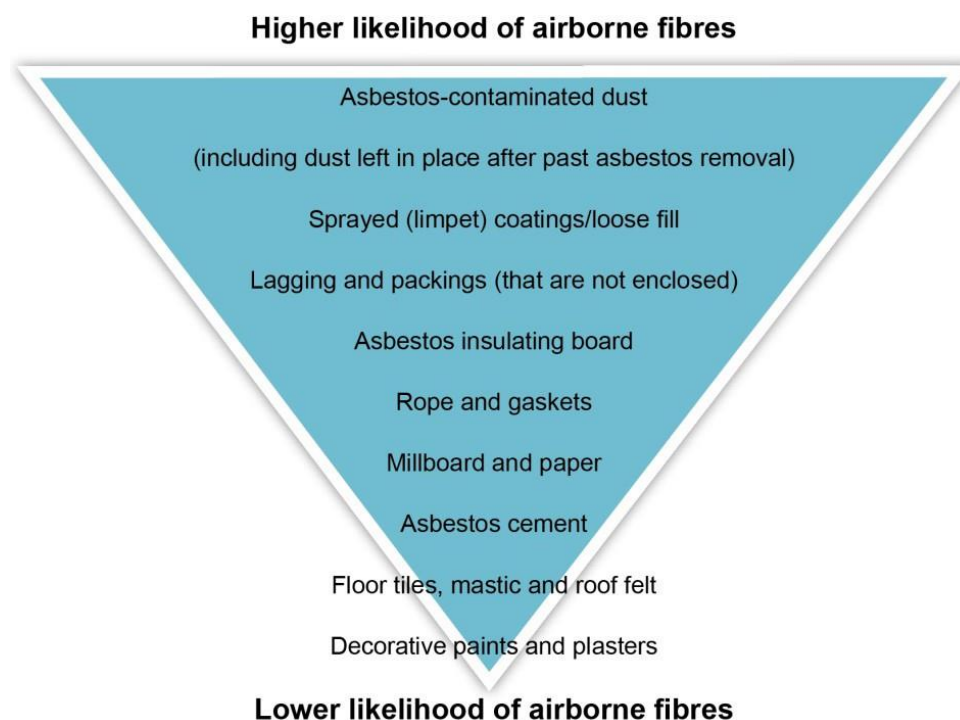 Higher likelihood of airborne fibres
Asbestos-contaminated dust
(including dust left in place after past asbestos removal)
Sprayed (limpet) coatings/loose fill
Lagging and packings (that are not enclosed)
Asbestos insulating board
Rope and gaskets
Millboard and paper
Asbestos cement
Floor tiles, mastic and roof felt
Decorative paints and plasters
Lower likelihood of airborne fibres